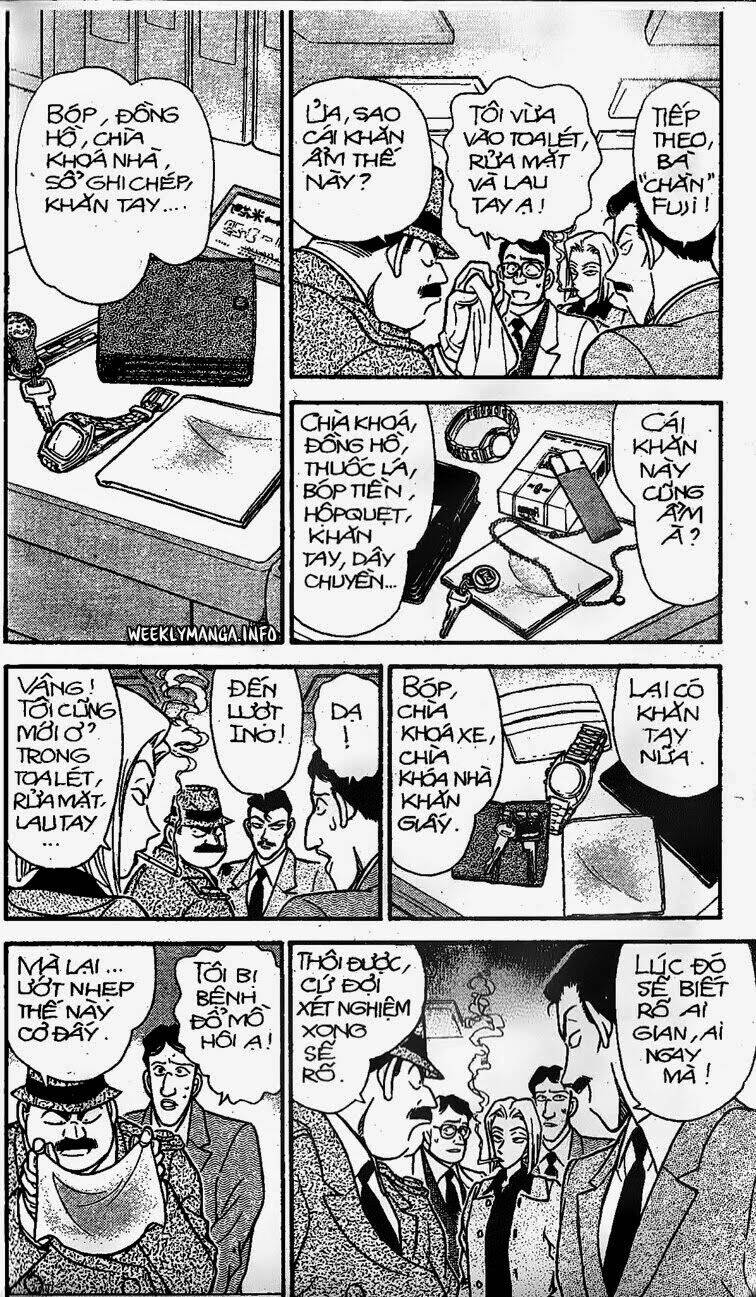 BÓP, ĐỒNG
HỒ, CHÌA
KHOÁ NHÀ,
SỔ GHI CHÉP,
KHĂN TAY....
ỦA, SAO
CÁI KHĂN
ẨM THẾ
NÀY?
TÔI VỪA
VÀO TOALÉT,
RỬA MẶT
VÀ LAU
TAY Ạ!
TIẾP
THEO,
BÀ
"CHẰN"
FUJI!
CHÌA KHOÁ,
ĐỒNG HỒ,
THUỐC LÁ,
BÓP TIỀN,
HỘPQUẸT,
KHĂN
TAY, DÂY
CHUYỀN...
CÁI
KHĂN
NÀY
CŨNG
ẨM
À?
WEEKLYMANGA.INFO
VÂNG!
TÔI CŨNG
MỚI Ở
TRONG
TOALÉT,
RỬA MẶT,
LAU TAY
...
ĐẾN
LƯỢT
INO!
DẠ
!
BÓP,
CHÌA
KHOÁ XE,
CHÌA
KHÓA NHÀ
KHĂN
GIẤY.
LẠI CÓ
KHĂN
TAY
NỮA.
MÀ LẠI...
ƯỚT NHẸP
THẾ NÀY
CƠ ĐẤY.
TÔI BỊ
BỆNH
ĐỔ MỒ
HÔI Ạ!
THÔI ĐƯỢC,
CỨ ĐỢI
XÉT NGHIỆM
XONG
SẼ
RÕ.
LÚC ĐÓ
SẼ BIẾT
RÕ AI
GIAN, AI
NGAY
MÀ!